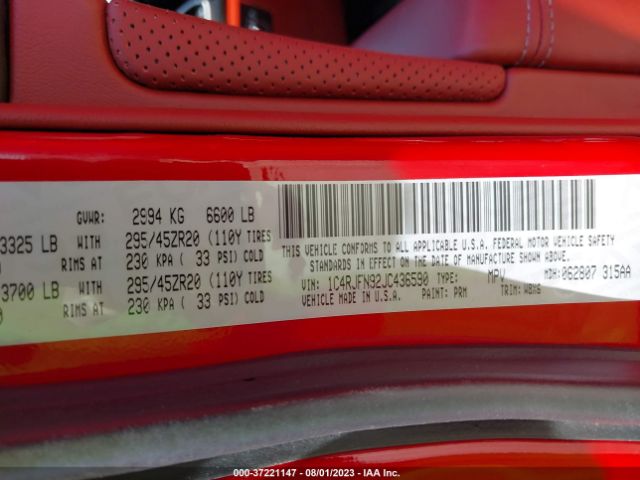 GVWR: 2994 KG 6600 LB
3325 LB WITH 295/45ZR20 (110Y TIRES
RIMS AT 230 KPA ( 33 PSI) COLD
3700 LB WITH 295/45ZR20 (110Y TIRES
RIMS AT 230 KPA ( 33 PSI) COLD
THIS VEHICLE CONFORMS TO ALL APPLICABLE U.S.A. FEDERAL MOTOR VEHICLE SAFETY
STANDARDS IN EFFECT ON THE DATE OF MANUFACTURE SHOWN ABOVE.
VIN: 1C4RJFN92JC436590 TYPE: MPV MDH: 062807 315AA
MADE IN U.S.A. PAINT: PRM TRIM:
000-37221147 - 08/01/2023 - IAA Inc.